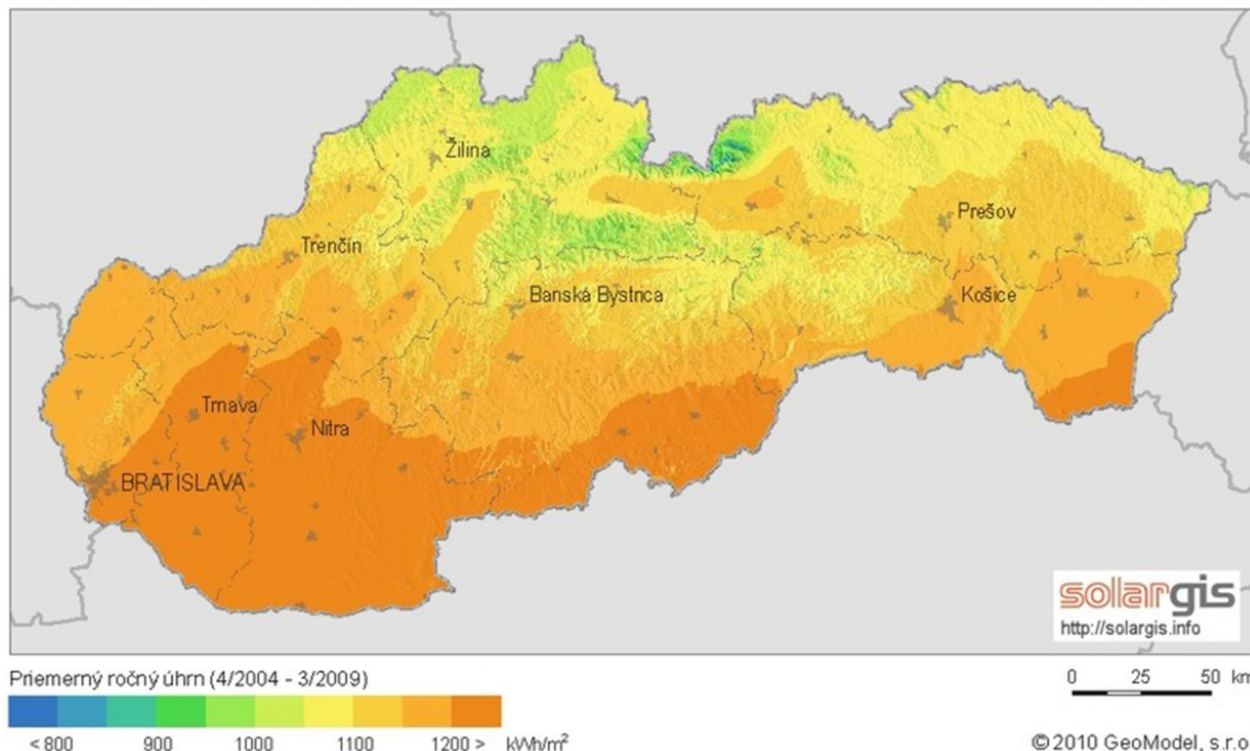 Žilina
Prešov
Trenčín
Banská Bystrica
Košice
Trnava
Nitra
BRATISLAVA
solargis
http://solargis.info
Priemerný ročný úhrn (4/2004 - 3/2009)
0 25 50 km
< 800 900 1000 1100 1200 > kWh/m²
© 2010 GeoModel, s.r.o.